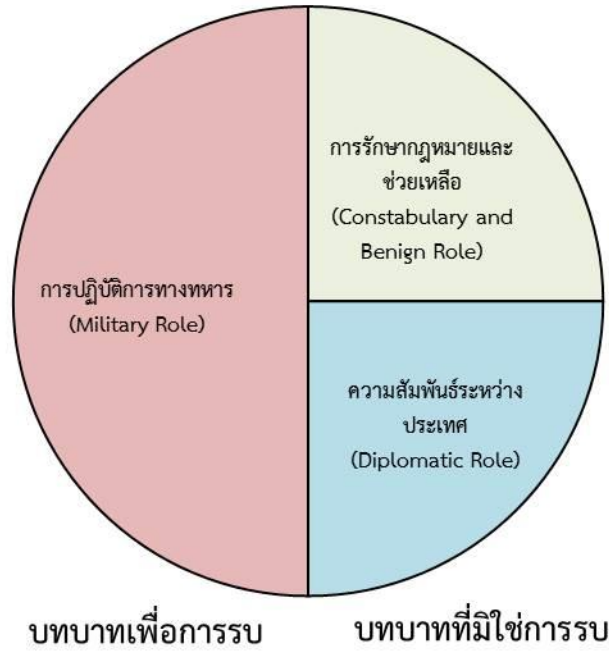 การรักษากฎหมายและ
ช่วยเหลือ
(Constabulary and
Benign Role)
การปฏิบัติการทางทหาร
(Military Role)
ความสัมพันธ์ระหว่าง
ประเทศ
(Diplomatic Role)
บทบาทเพื่อการรบ
บทบาทที่มิใช่การรบ